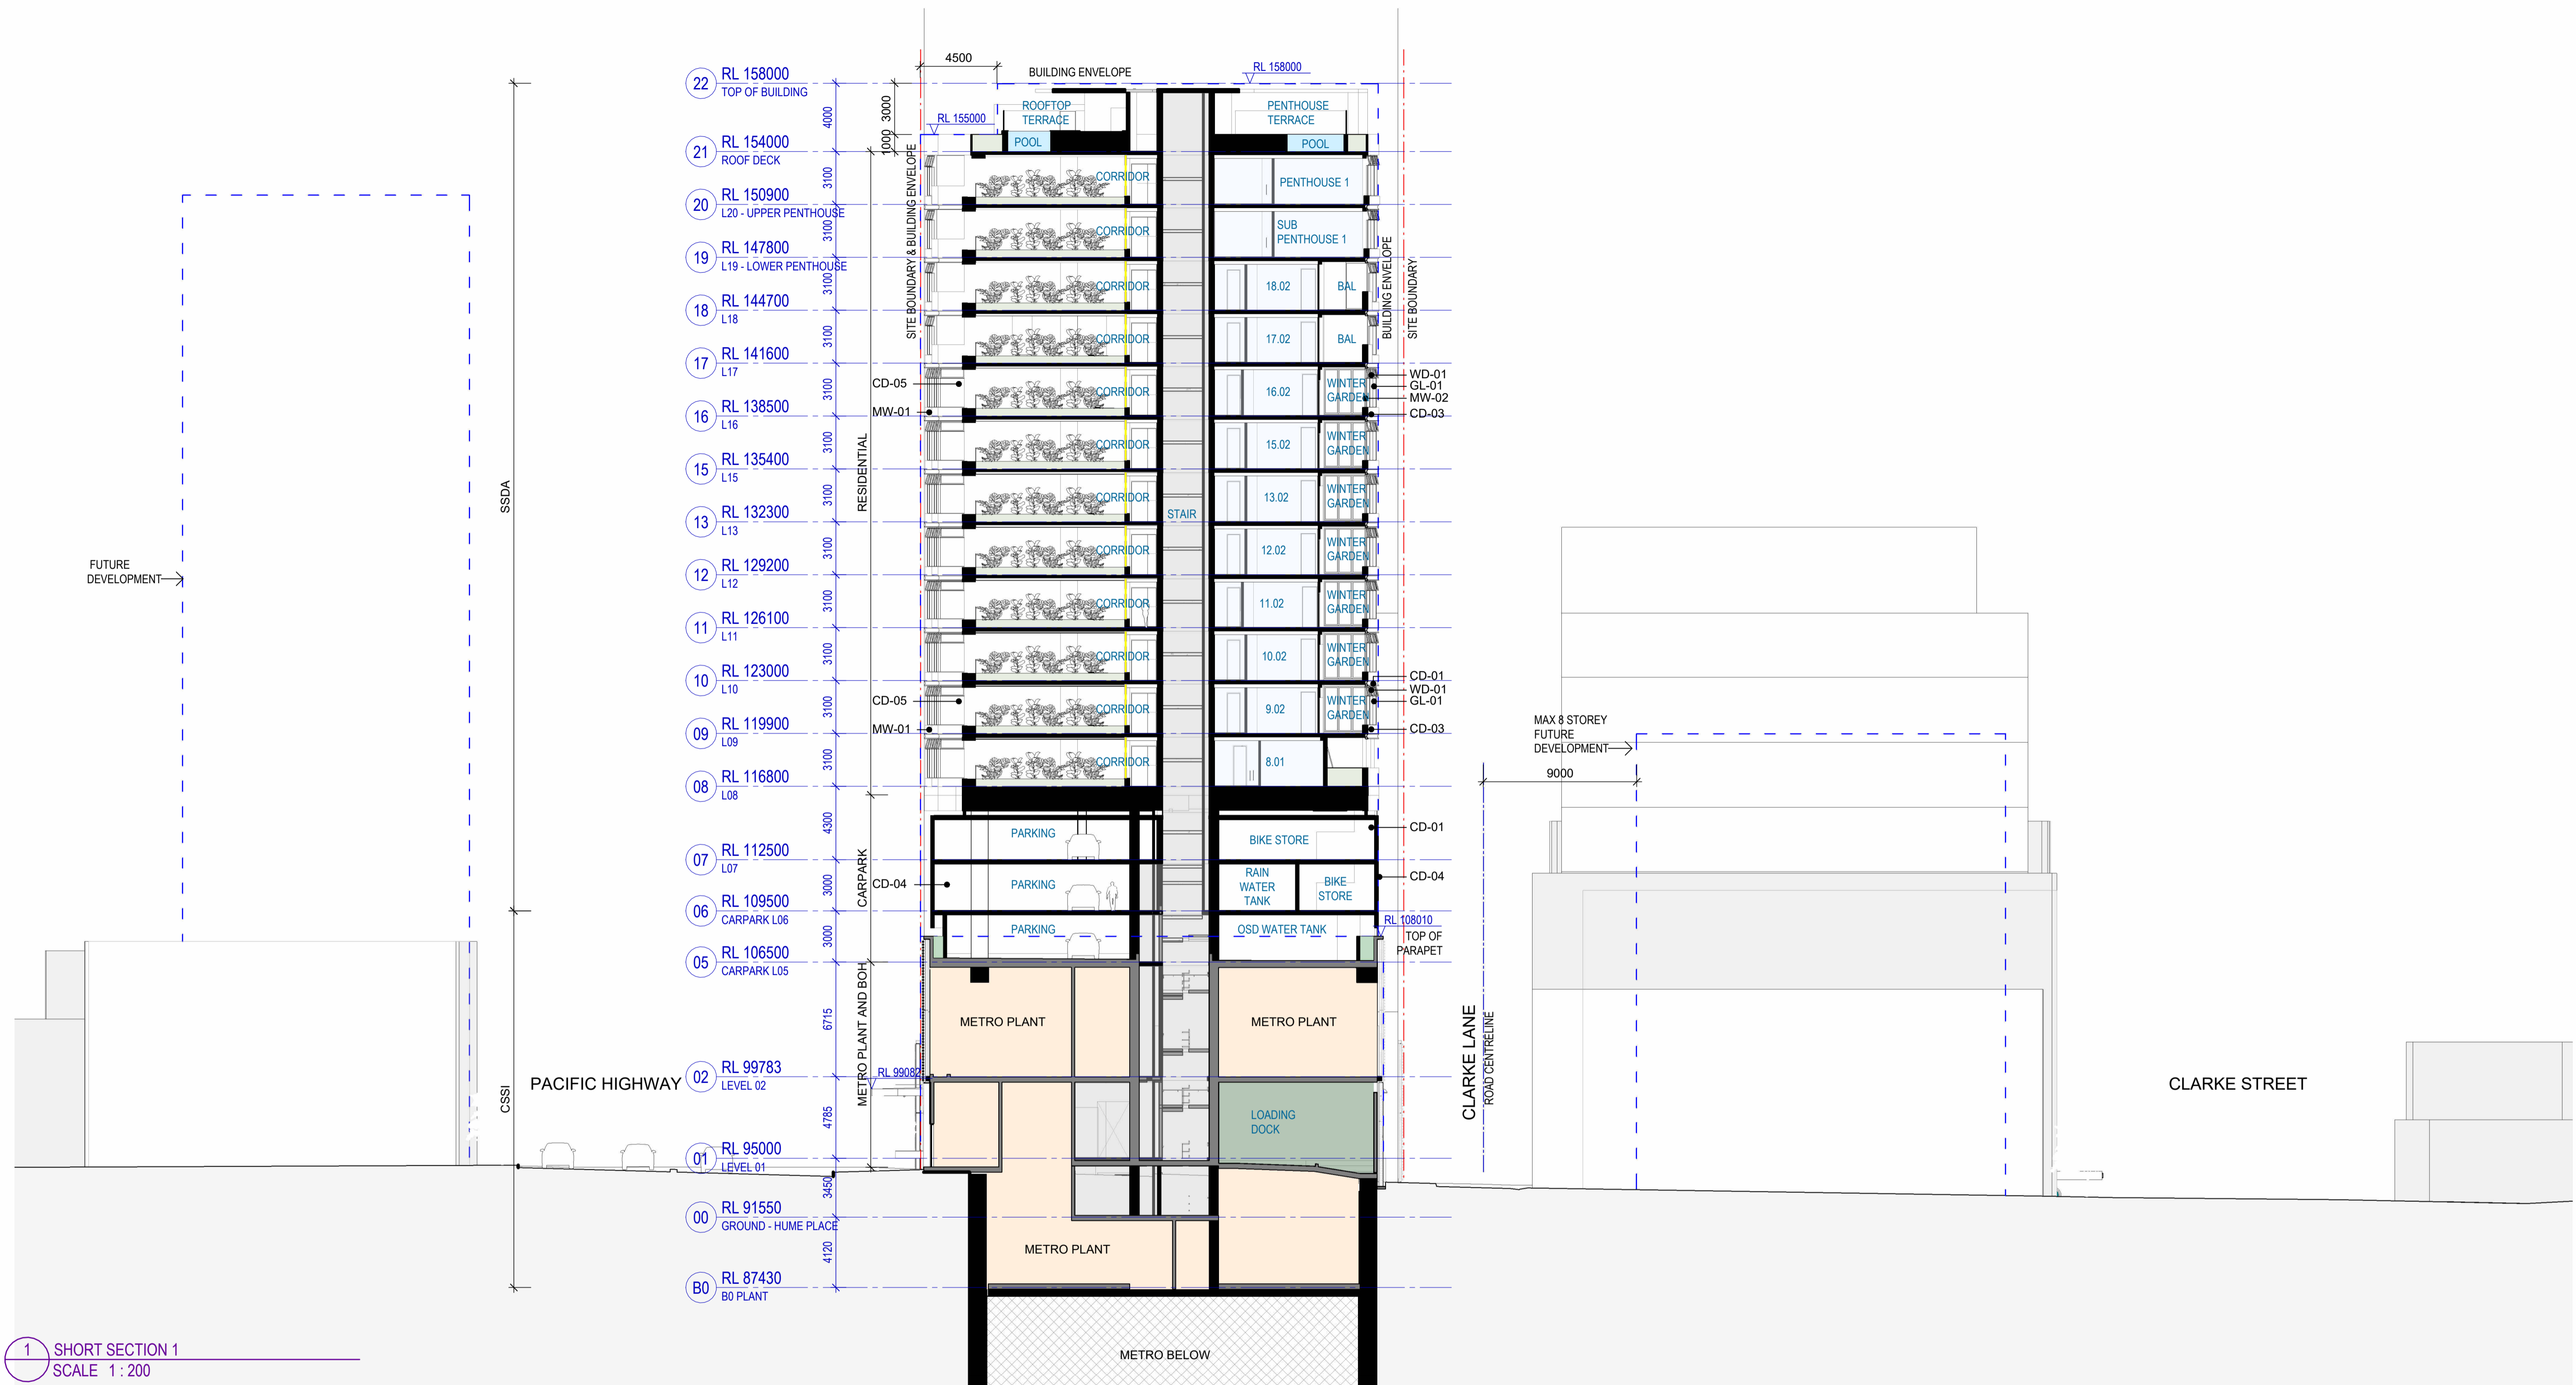 4500
BUILDING ENVELOPE
RL 158000
22
RL 158000
TOP OF BUILDING
4000
3000
1000
RL 155000
ROOFTOP
TERRACE
PENTHOUSE
TERRACE
POOL
POOL
21
RL 154000
ROOF DECK
3100
CORRIDOR
PENTHOUSE 1
20
RL 150900
L20 - UPPER PENTHOUSE
3100
CORRIDOR
SUB
PENTHOUSE 1
19
RL 147800
L19 - LOWER PENTHOUSE
3100
CORRIDOR
18.02
BAL
18
RL 144700
L18
3100
CORRIDOR
17.02
BAL
17
RL 141600
L17
3100
CD-05
MW-01
CORRIDOR
16.02
WINTER
GARDEN
WD-01
GL-01
MW-02
CD-03
16
RL 138500
L16
3100
CORRIDOR
15.02
WINTER
GARDEN
15
RL 135400
L15
3100
CORRIDOR
13.02
WINTER
GARDEN
STAIR
13
RL 132300
L13
3100
CORRIDOR
12.02
WINTER
GARDEN
12
RL 129200
L12
3100
CORRIDOR
11.02
WINTER
GARDEN
11
RL 126100
L11
3100
CORRIDOR
10.02
WINTER
GARDEN
10
RL 123000
L10
3100
CD-05
MW-01
CORRIDOR
9.02
WINTER
GARDEN
CD-01
WD-01
GL-01
CD-03
09
RL 119900
L09
3100
CORRIDOR
8.01
08
RL 116800
L08
4300
PARKING
BIKE STORE
CD-01
07
RL 112500
L07
3000
CD-04
PARKING
RAIN
WATER
TANK
BIKE
STORE
CD-04
06
RL 109500
CARPARK L06
3000
PARKING
OSD WATER TANK
RL 108010
TOP OF
PARAPET
05
RL 106500
CARPARK L05
6715
METRO PLANT
METRO PLANT
02
RL 99783
LEVEL 02
RL 99082
4785
LOADING
DOCK
01
RL 95000
LEVEL 01
3450
00
RL 91550
GROUND - HUME PLACE
4120
METRO PLANT
B0
RL 87430
B0 PLANT
METRO BELOW
SSDA
CSSI
RESIDENTIAL
CARPARK
METRO PLANT AND BOH
SITE BOUNDARY & BUILDING ENVELOPE
BUILDING ENVELOPE
SITE BOUNDARY
FUTURE
DEVELOPMENT
PACIFIC HIGHWAY
MAX 8 STOREY
FUTURE
DEVELOPMENT
9000
CLARKE LANE
ROAD CENTRELINE
CLARKE STREET
1
SHORT SECTION 1
SCALE 1 : 200